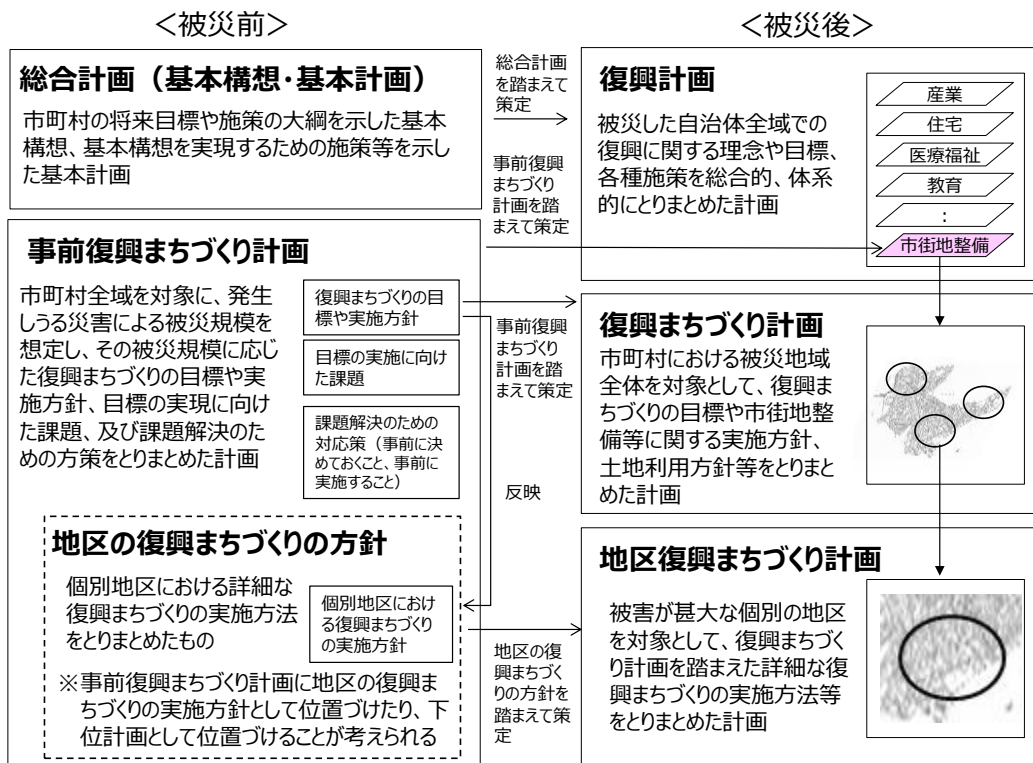 <被災前>
総合計画(基本構想・基本計画)
市町村の将来目標や施策の大綱を示した基本
構想、基本構想を実現するための施策等を示し
た基本計画
総合計画
を踏まえて
策定
事前復興
まちづくり
計画を踏
まえて策定
<被災後>
復興計画
被災した自治体全域での
復興に関する理念や目標、
各種施策を総合的、体系
的にとりまとめた計画
産業
住宅
医療福祉
教育
:
市街地整備
事前復興まちづくり計画
市町村全域を対象に、発生
しうる災害による被災規模を
想定し、その被災規模に応じ
た復興まちづくりの目標や実
施方針、目標の実現に向け
た課題、及び課題解決のた
めの方策をとりまとめた計画
復興まちづくりの目
標や実施方針
目標の実施に向け
た課題
課題解決のための
対応策(事前に決
めておくこと、事前に
実施すること)
事前復興
まちづくり
計画を踏
まえて策定
反映
復興まちづくり計画
市町村における被災地域
全体を対象として、復興ま
ちづくりの目標や市街地整
備等に関する実施方針、
土地利用方針等をとりまと
めた計画
地区の復興まちづくりの方針
個別地区における詳細な
復興まちづくりの実施方法
をとりまとめたもの
個別地区におけ
る復興まちづくり
の実施方針
※事前復興まちづくり計画に地区の復興ま
ちづくりの実施方針として位置づけたり、下
位計画として位置づけることが考えられる
地区の復
興まちづく
りの方針を
踏まえて策
定
地区復興まちづくり計画
被害が甚大な個別の地区
を対象として、復興まちづく
り計画を踏まえた詳細な復
興まちづくりの実施方法等
をとりまとめた計画